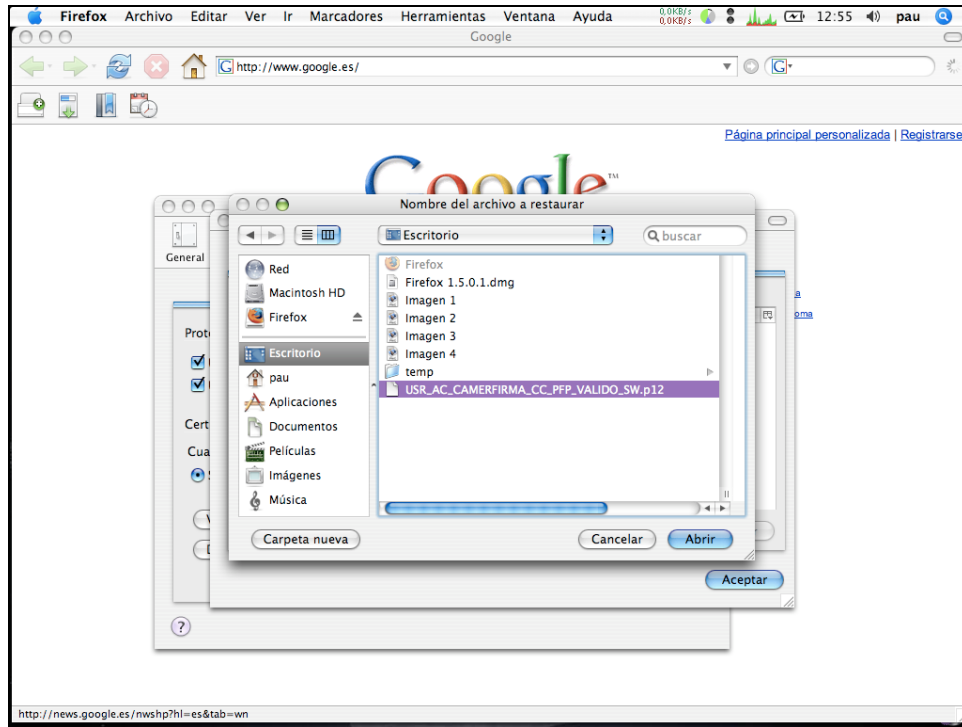 Firefox Archivo Editar Ver Ir Marcadores Herramientas Ventana Ayuda 0,0KB/s 0,0KB/s 12:55 pau
Google
G http://www.google.es/ G
Página principal personalizada | Registrarse
Google TM
Nombre del archivo a restaurar
Escritorio buscar
General
Red
Macintosh HD
Firefox
Escritorio
pau
Aplicaciones
Documentos
Películas
Imágenes
Música
Firefox
Firefox 1.5.0.1.dmg
Imagen 1
Imagen 2
Imagen 3
Imagen 4
temp
USR_AC_CAMERFIRMA_CC_PFP_VALIDO_SW.p12
a
oma
Prot
Cert
Cua
Carpeta nueva Cancelar Abrir
Aceptar
?
http://news.google.es/nwshp?hl=es&tab=wn